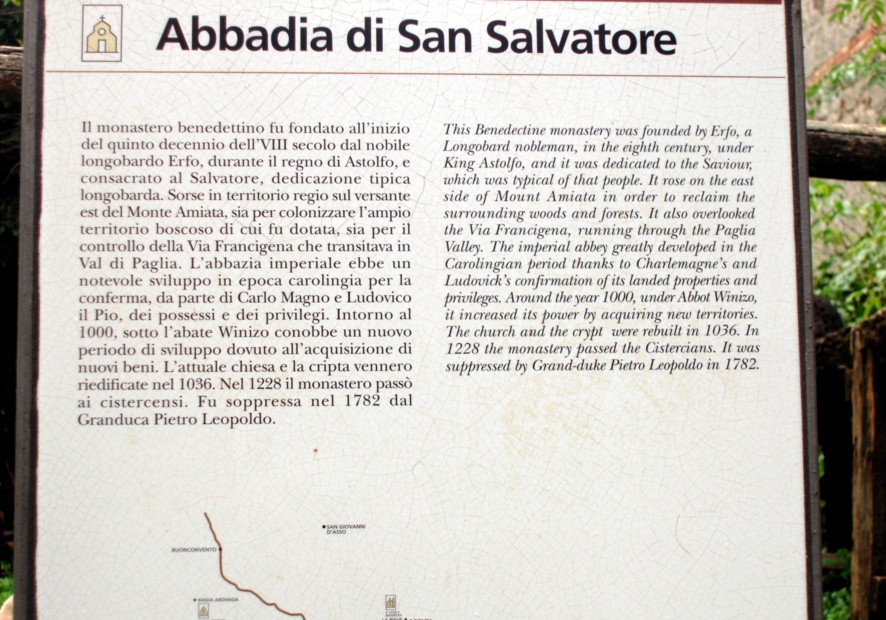 Abbadia di San Salvatore
Il monastero benedettino fu fondato all'inizio
del quinto decennio dell'VIII secolo dal nobile
longobardo Erfo, durante il regno di Astolfo, e
consacrato al Salvatore, dedicazione tipica
longobarda. Sorse in territorio regio sul versante
est del Monte Amiata, sia per colonizzare l'ampio
territorio boscoso di cui fu dotata, sia per il
controllo della Via Francigena che transitava in
Val di Paglia. L'abbazia imperiale ebbe un
notevole sviluppo in epoca carolingia per la
conferma, da parte di Carlo Magno e Ludovico
il Pio, dei possessi e dei privilegi. Intorno al
1000, sotto l'abate Winizo conobbe un nuovo
periodo di sviluppo dovuto all'acquisizione di
nuovi beni. L'attuale chiesa e la cripta vennero
riedificate nel 1036. Nel 1228 il monastero passò
ai cistercensi. Fu soppressa nel 1782 dal
Granduca Pietro Leopoldo.
This Benedectine monastery was founded by Erfo, a
Longobard nobleman, in the eighth century, under
King Astolfo, and it was dedicated to the Saviour,
which was typical of that people. It rose on the east
side of Mount Amiata in order to reclaim the
surrounding woods and forests. It also overlooked
the Via Francigena, running through the Paglia
Valley. The imperial abbey greatly developed in the
Carolingian period thanks to Charlemagne's and
Ludovick's confirmation of its landed properties and
privileges. Around the year 1000, under Abbot Winizo,
it increased its power by acquiring new territories.
The church and the crypt were rebuilt in 1036. In
1228 the monastery passed the Cistercians. It was
suppressed by Grand-duke Pietro Leopoldo in 1782.
SAN GIOVANNI
D'ASSO
BUONCONVENTO
BADIA ARDENGA